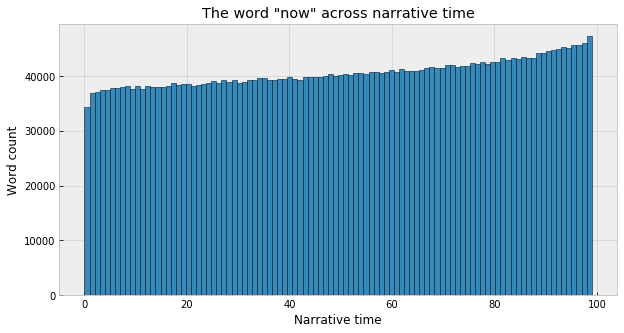 The word "now" across narrative time
40000
30000
20000
10000
0
Word count
0 20 40 60 80 100
Narrative time